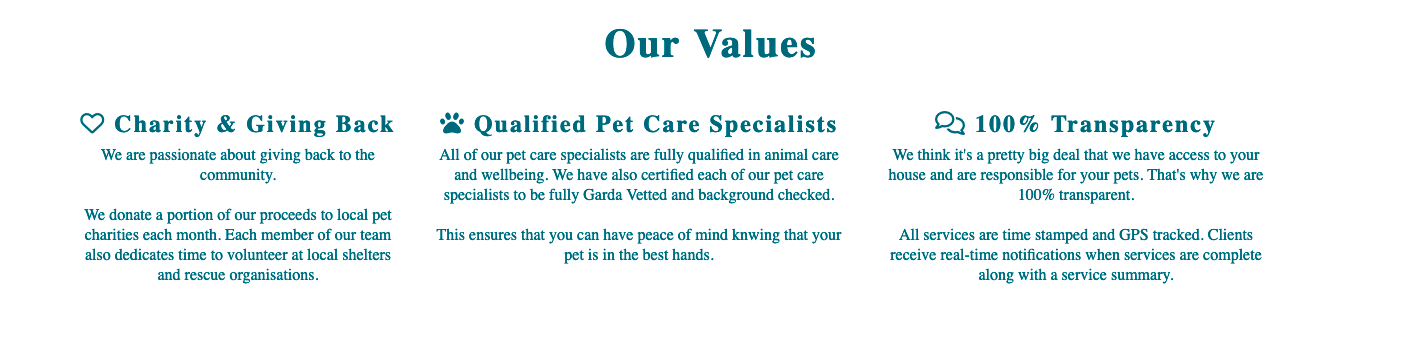 Our Values
Charity & Giving Back
We are passionate about giving back to the
community.
We donate a portion of our proceeds to local pet
charities each month. Each member of our team
also dedicates time to volunteer at local shelters
and rescue organisations.
Qualified Pet Care Specialists
All of our pet care specialists are fully qualified in animal care
and wellbeing. We have also certified each of our pet care
specialists to be fully Garda Vetted and background checked.
This ensures that you can have peace of mind knwing that your
pet is in the best hands.
100% Transparency
We think it's a pretty big deal that we have access to your
house and are responsible for your pets. That's why we are
100% transparent.
All services are time stamped and GPS tracked. Clients
receive real-time notifications when services are complete
along with a service summary.